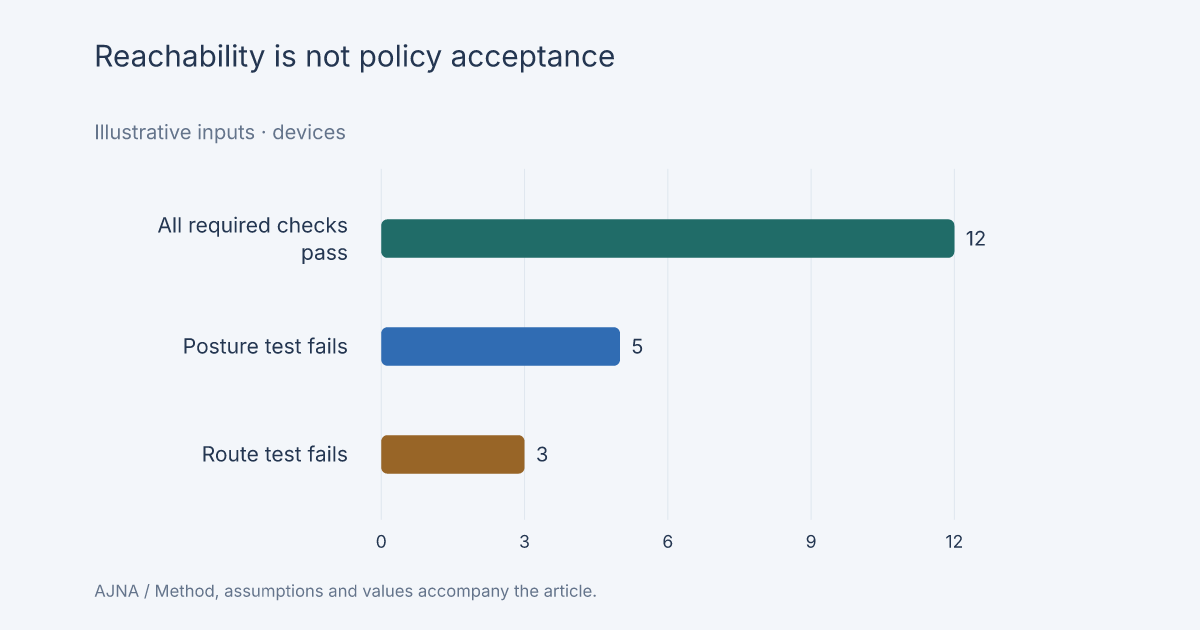 Reachability is not policy acceptance
Illustrative inputs · devices
All required checks
pass
12
Posture test fails
5
Route test fails
3
0 3 6 9 12
AJNA / Method, assumptions and values accompany the article.